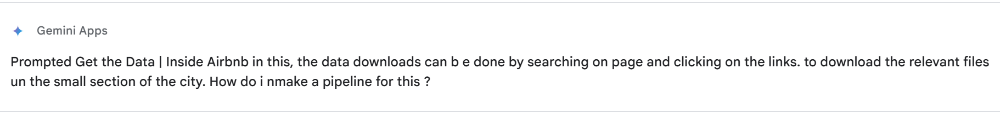 Gemini Apps
Prompted Get the Data | Inside Airbnb in this, the data downloads can b e done by searching on page and clicking on the links. to download the relevant files
un the small section of the city. How do i nmake a pipeline for this ?